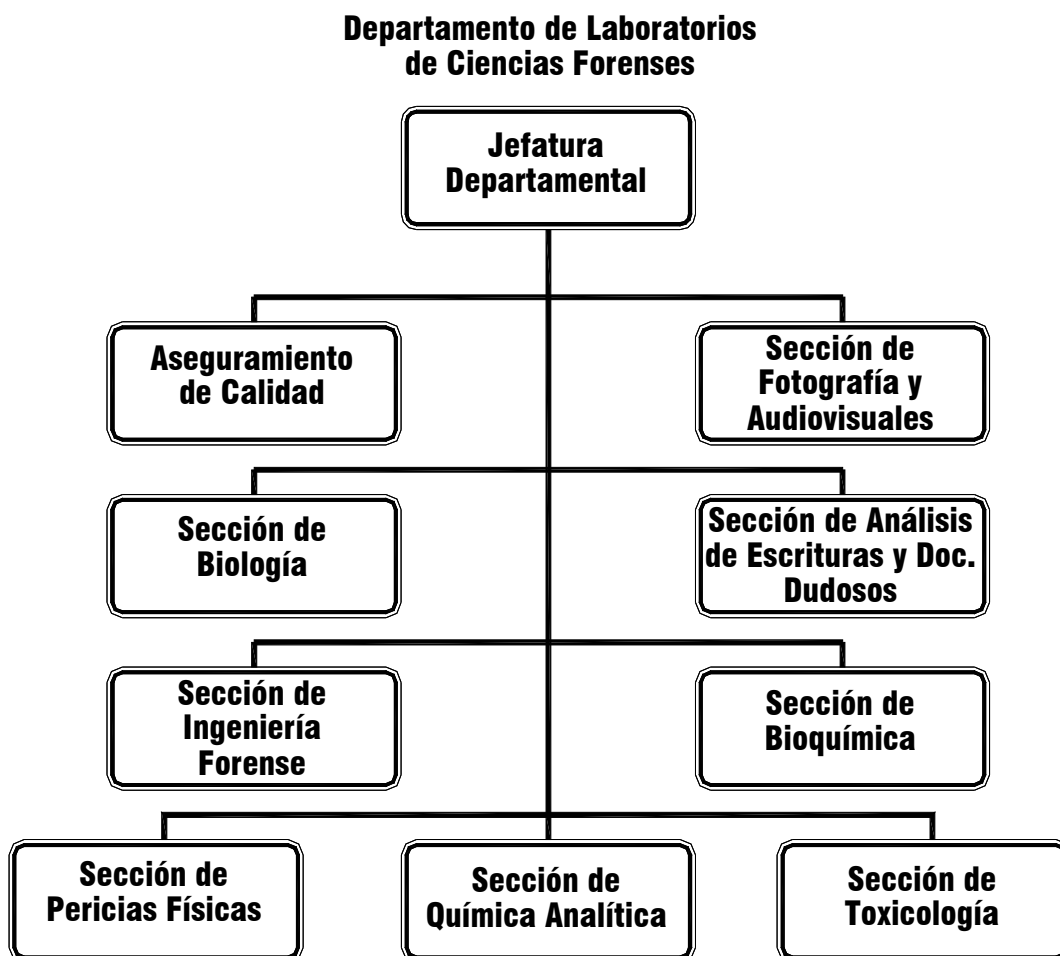 Departamento de Laboratorios
de Ciencias Forenses
Jefatura
Departamental
Aseguramiento
de Calidad
Sección de
Fotografía y
Audiovisuales
Sección de
Biología
Sección de Análisis
de Escrituras y Doc.
Dudosos
Sección de
Ingeniería
Forense
Sección de
Bioquímica
Sección de
Pericias Físicas
Sección de
Química Analítica
Sección de
Toxicología